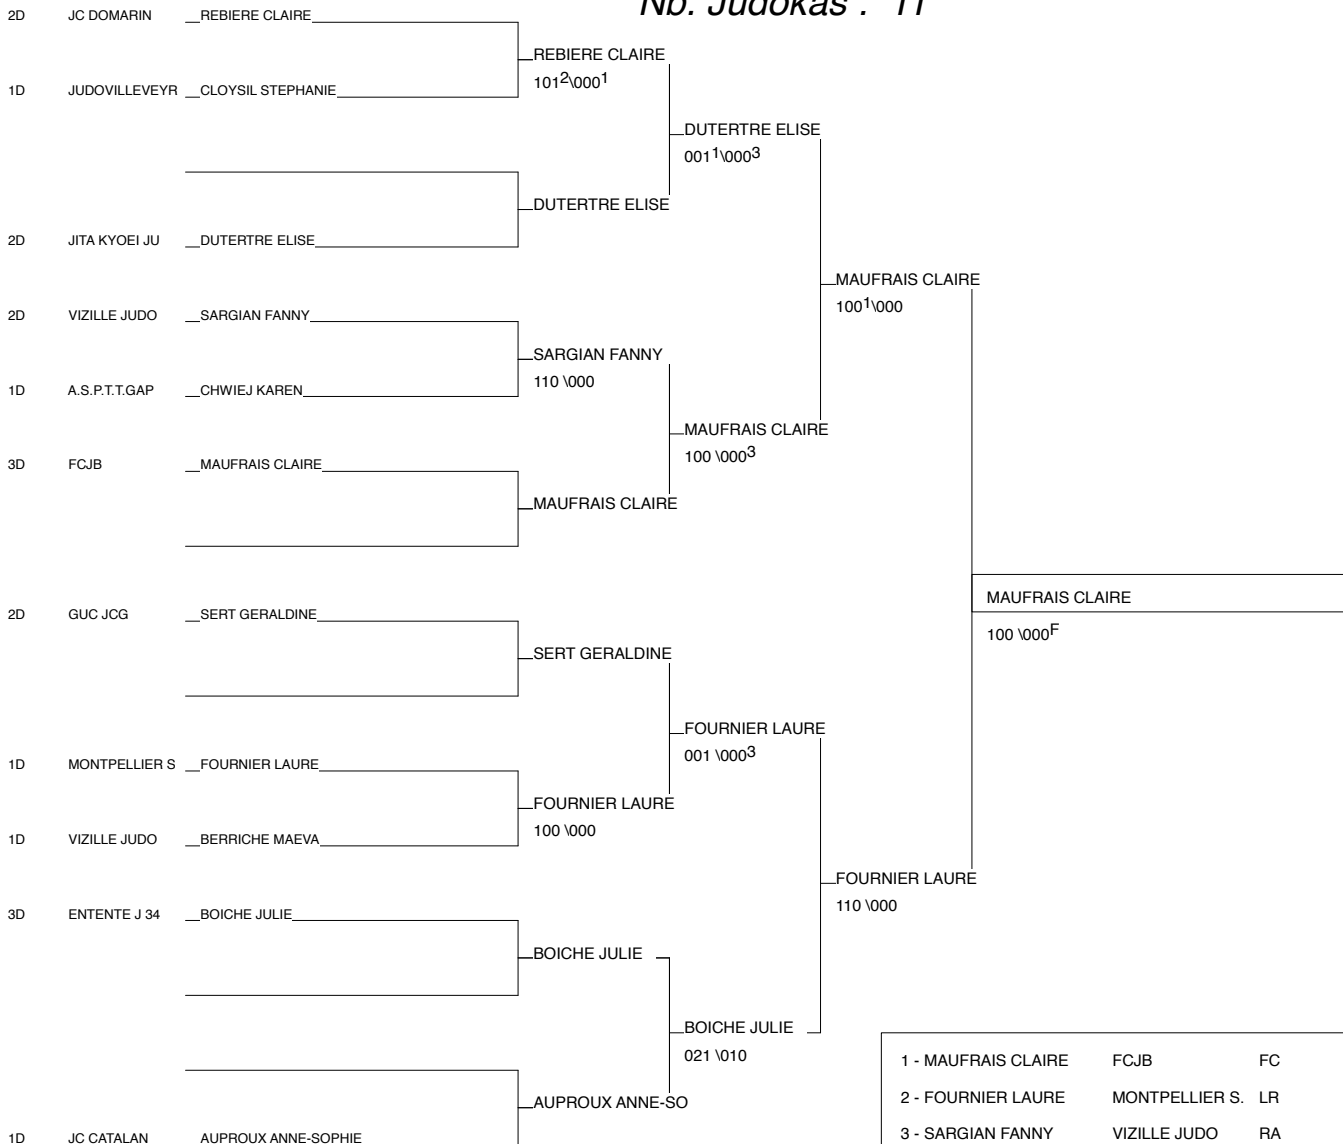 Nb. Judokas : 11
2D JC DOMARIN REBIERE CLAIRE
REBIERE CLAIRE
101²\000¹
1D JUDOVILLEVEYR CLOYSIL STEPHANIE
DUTERTRE ELISE
001¹\000³
DUTERTRE ELISE
2D JITA KYOEI JU DUTERTRE ELISE
MAUFRAIS CLAIRE
100¹\000
2D VIZILLE JUDO SARGIAN FANNY
SARGIAN FANNY
110 \000
1D A.S.P.T.T.GAP CHWIEJ KAREN
MAUFRAIS CLAIRE
100 \000³
3D FCJB MAUFRAIS CLAIRE
MAUFRAIS CLAIRE
MAUFRAIS CLAIRE
100 \000F
2D GUC JCG SERT GERALDINE
SERT GERALDINE
FOURNIER LAURE
001 \000³
1D MONTPELLIER S FOURNIER LAURE
FOURNIER LAURE
100 \000
1D VIZILLE JUDO BERRICHE MAEVA
FOURNIER LAURE
110 \000
3D ENTENTE J 34 BOICHE JULIE
BOICHE JULIE
BOICHE JULIE
021 \010
AUPROUX ANNE-SO
1D JC CATALAN AUPROUX ANNE-SOPHIE
1 - MAUFRAIS CLAIRE FCJB FC
2 - FOURNIER LAURE MONTPELLIER S. LR
3 - SARGIAN FANNY VIZILLE JUDO RA